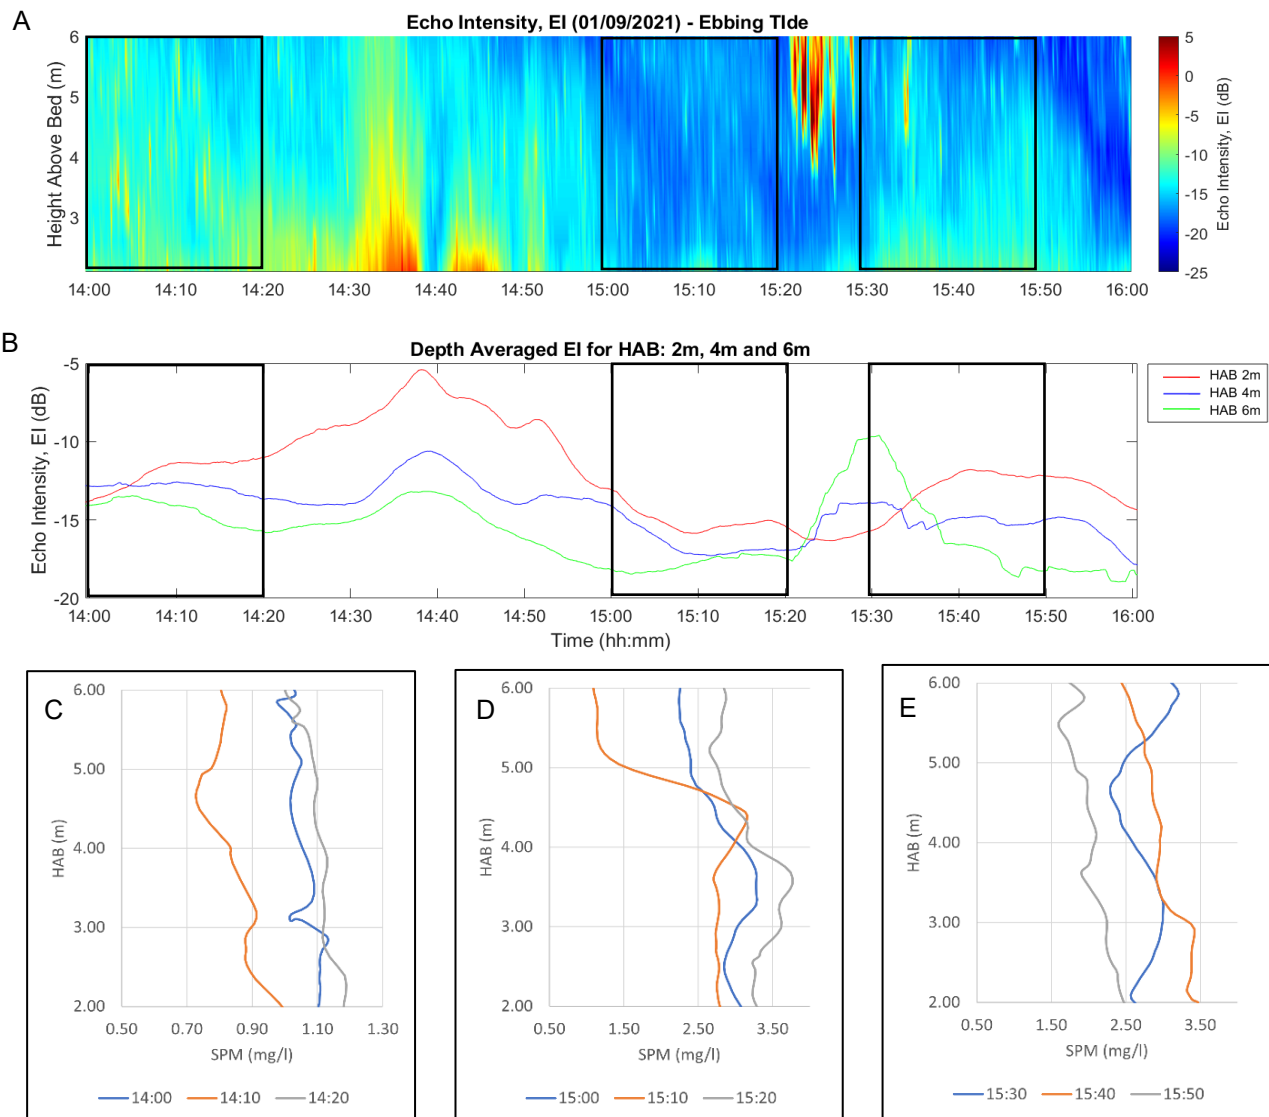 A
Echo Intensity, EI (01/09/2021) - Ebbing TIde
Height Above Bed (m)
6
5
4
3
14:00 14:10 14:20 14:30 14:40 14:50 15:00 15:10 15:20 15:30 15:40 15:50 16:00
5
0
-5
-10
-15
-20
-25
Echo Intensity, EI (dB)
B
Depth Averaged EI for HAB: 2m, 4m and 6m
Echo Intensity, EI (dB)
-5
-10
-15
-20
14:00 14:10 14:20 14:30 14:40 14:50 15:00 15:10 15:20 15:30 15:40 15:50 16:00
Time (hh:mm)
HAB 2m
HAB 4m
HAB 6m
C
HAB (m)
6.00
5.00
4.00
3.00
2.00
0.50 0.70 0.90 1.10 1.30
SPM (mg/l)
14:00 14:10 14:20
D
HAB (m)
6.00
5.00
4.00
3.00
2.00
0.50 1.50 2.50 3.50
SPM (mg/l)
15:00 15:10 15:20
E
HAB (m)
6.00
5.00
4.00
3.00
2.00
0.50 1.50 2.50 3.50
SPM (mg/l)
15:30 15:40 15:50